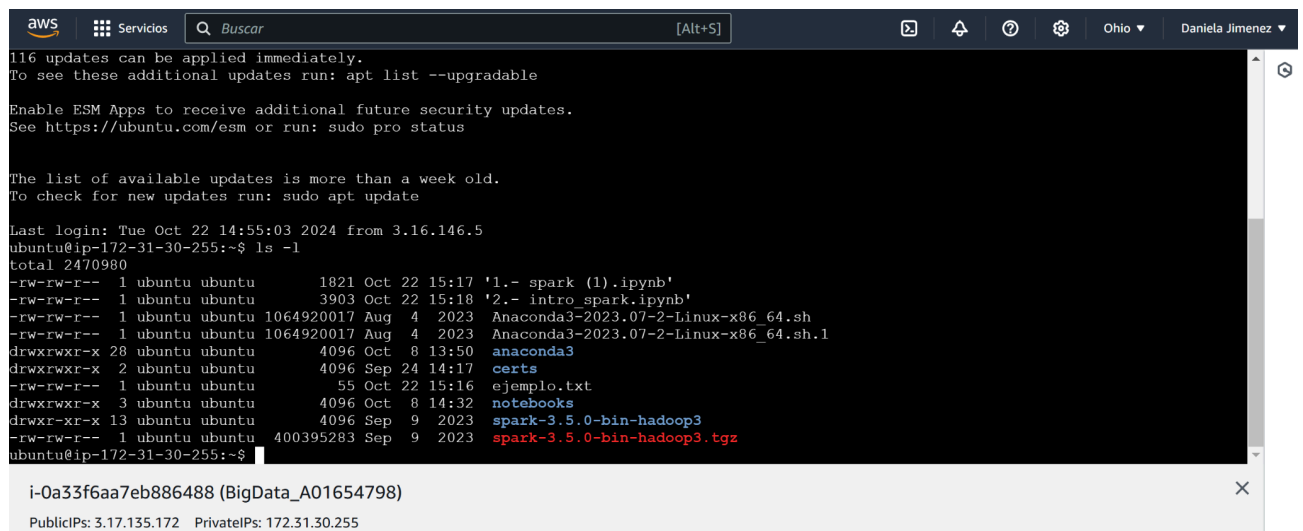 aws Servicios Buscar [Alt+S] Ohio Daniela Jimenez
116 updates can be applied immediately.
To see these additional updates run: apt list --upgradable
Enable ESM Apps to receive additional future security updates.
See https://ubuntu.com/esm or run: sudo pro status
The list of available updates is more than a week old.
To check for new updates run: sudo apt update
Last login: Tue Oct 22 14:55:03 2024 from 3.16.146.5
ubuntu@ip-172-31-30-255:~$ ls -l
total 2470980
-rw-rw-r-- 1 ubuntu ubuntu 1821 Oct 22 15:17 '1.- spark (1).ipynb'
-rw-rw-r-- 1 ubuntu ubuntu 3903 Oct 22 15:18 '2.- intro_spark.ipynb'
-rw-rw-r-- 1 ubuntu ubuntu 1064920017 Aug 4 2023 Anaconda3-2023.07-2-Linux-x86_64.sh
-rw-rw-r-- 1 ubuntu ubuntu 1064920017 Aug 4 2023 Anaconda3-2023.07-2-Linux-x86_64.sh.1
drwxrwxr-x 28 ubuntu ubuntu 4096 Oct 8 13:50 anaconda3
drwxrwxr-x 2 ubuntu ubuntu 4096 Sep 24 14:17 certs
-rw-rw-r-- 1 ubuntu ubuntu 55 Oct 22 15:16 ejemplo.txt
drwxrwxr-x 3 ubuntu ubuntu 4096 Oct 8 14:32 notebooks
drwxr-xr-x 13 ubuntu ubuntu 4096 Sep 9 2023 spark-3.5.0-bin-hadoop3
-rw-rw-r-- 1 ubuntu ubuntu 400395283 Sep 9 2023 spark-3.5.0-bin-hadoop3.tgz
ubuntu@ip-172-31-30-255:~$
i-0a33f6aa7eb886488 (BigData_A01654798)
PublicIPs: 3.17.135.172 PrivateIPs: 172.31.30.255